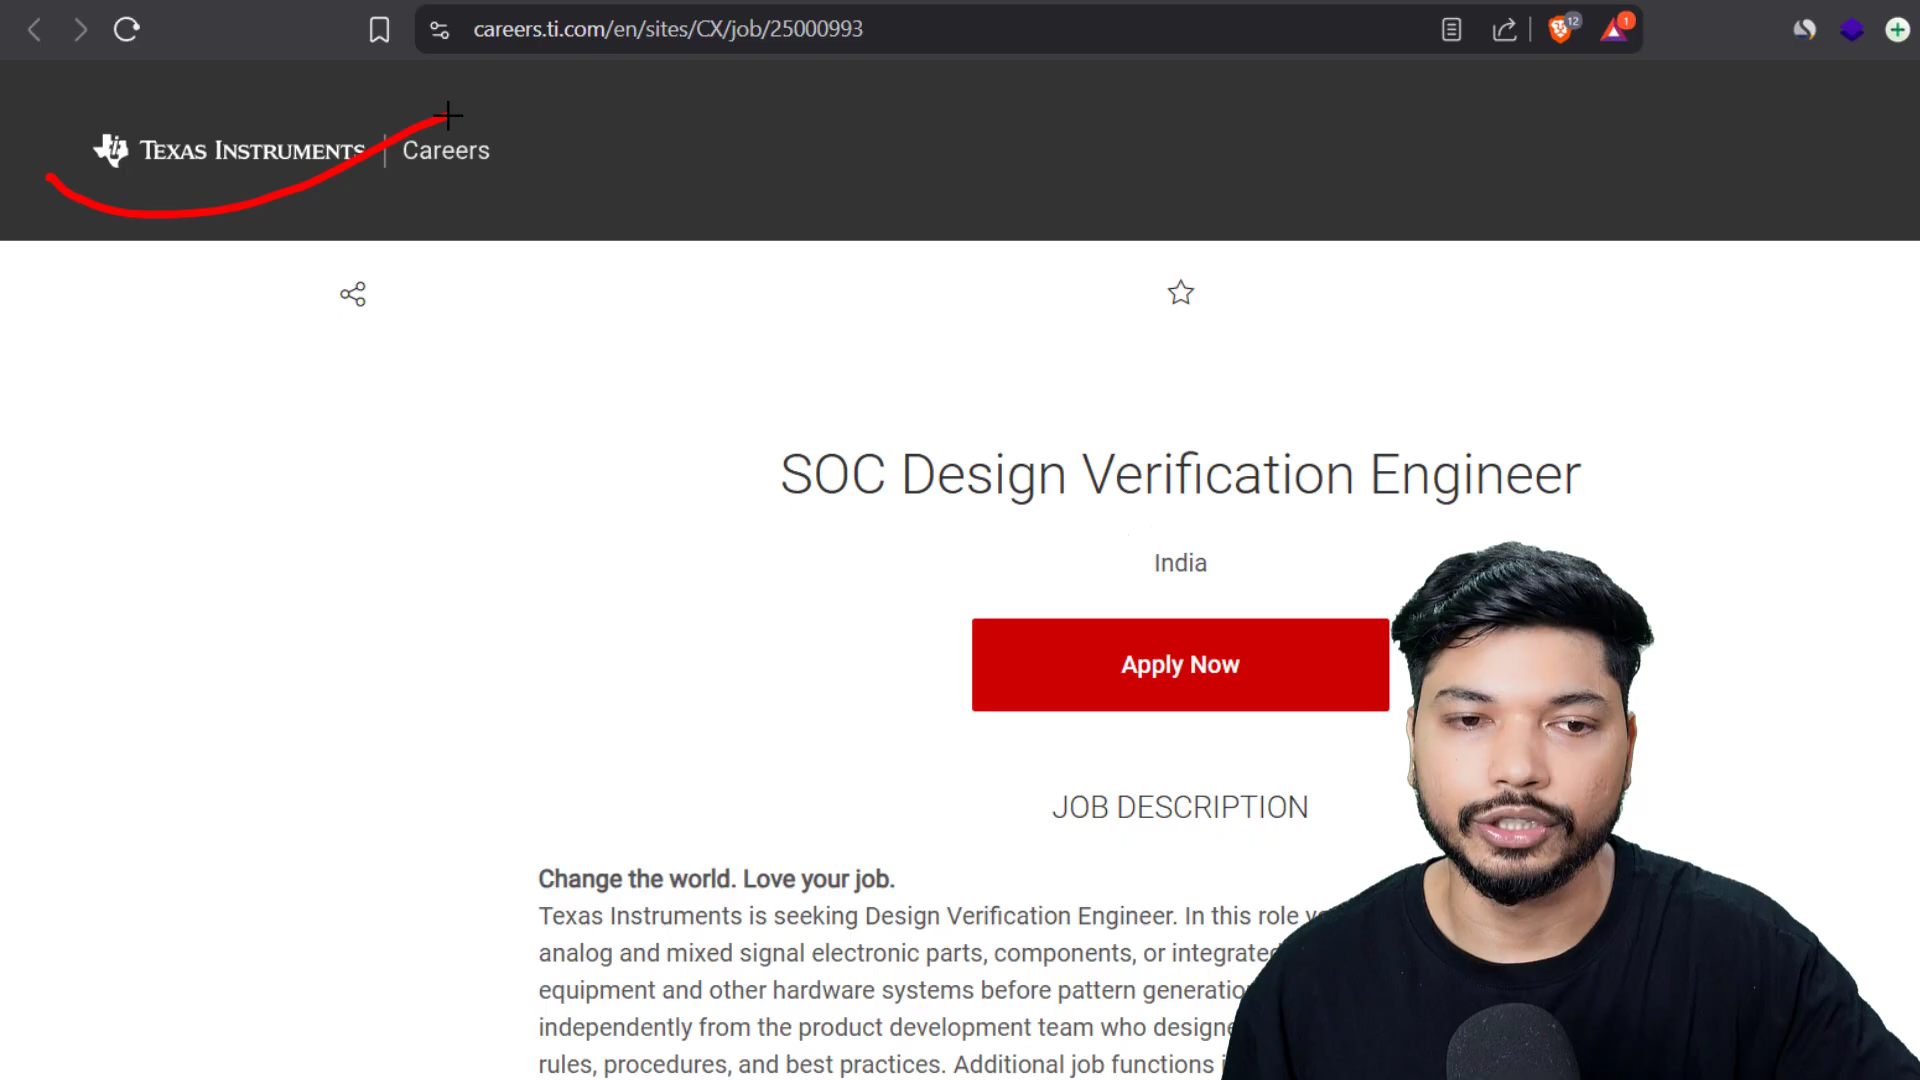 careers.ti.com/en/sites/CX/job/25000993
12
1
TEXAS INSTRUMENTS | Careers
SOC Design Verification Engineer
India
Apply Now
JOB DESCRIPTION
Change the world. Love your job.
Texas Instruments is seeking Design Verification Engineer. In this role
analog and mixed signal electronic parts, components, or integrated
equipment and other hardware systems before pattern
independently from the product development team who
rules, procedures, and best practices. Additional job functions